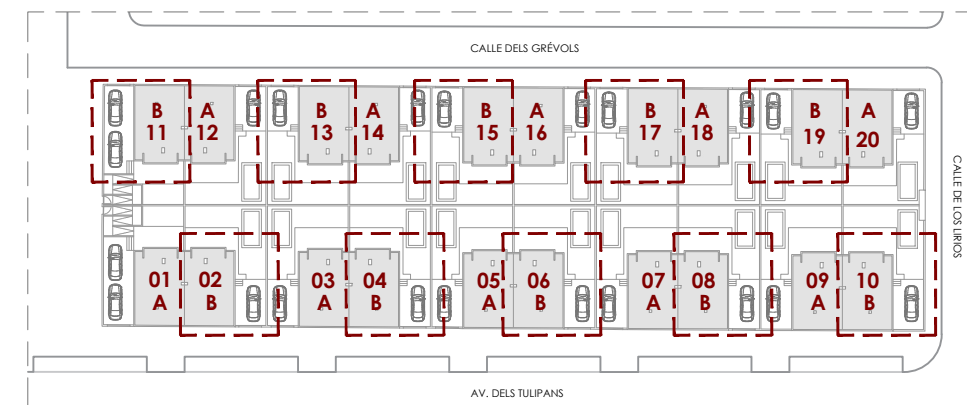 CALLE DELS GRÉVOLS
B A B A B A B A B A
11 12 13 14 15 16 17 18 19 20
CALLE DE LOS LIRIOS
01 02 03 04 05 06 07 08 09 10
A B A B A B A B A B
AV. DELS TULIPANS